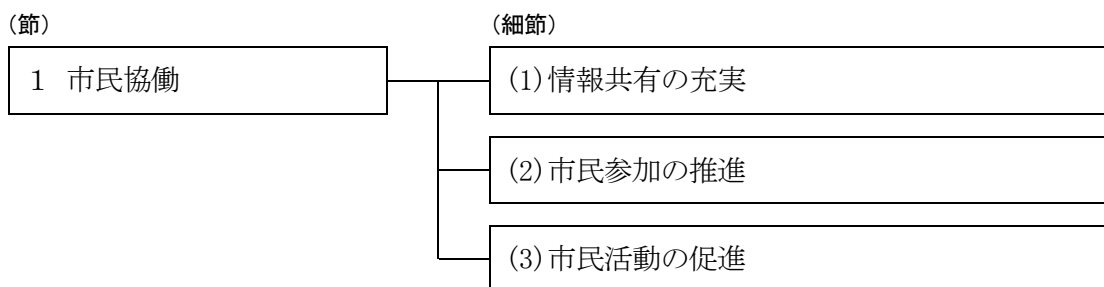 （節）
（細節）
１　市民協働
(1)情報共有の充実
(2)市民参加の推進
(3)市民活動の促進